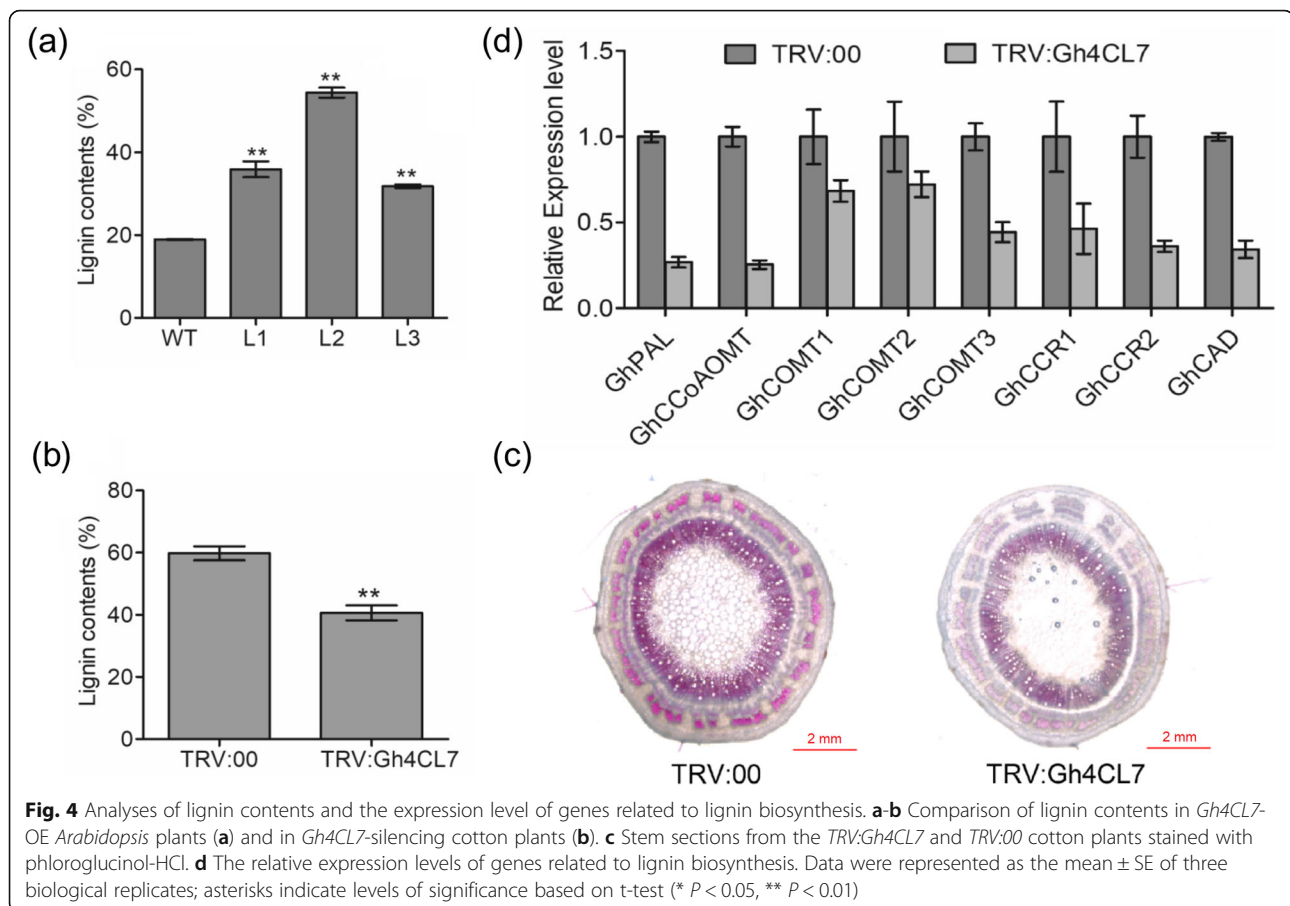 (a)
Lignin contents (%)
60
40
20
0
**
**
**
WT L1 L2 L3
(d)
TRV:00 TRV:Gh4CL7
Relative Expression level
1.5
1.0
0.5
0.0
GhPAL
GhCCoAOMT
GhCOMT1
GhCOMT2
GhCOMT3
GhCCR1
GhCCR2
GhCAD
(b)
Lignin contents (%)
80
60
40
20
0
**
TRV:00 TRV:Gh4CL7
(c)
2 mm
2 mm
TRV:00 TRV:Gh4CL7
Fig. 4 Analyses of lignin contents and the expression level of genes related to lignin biosynthesis. a-b Comparison of lignin contents in Gh4CL7-
OE Arabidopsis plants (a) and in Gh4CL7-silencing cotton plants (b). c Stem sections from the TRV:Gh4CL7 and TRV:00 cotton plants stained with
phloroglucinol-HCl. d The relative expression levels of genes related to lignin biosynthesis. Data were represented as the mean ± SE of three
biological replicates; asterisks indicate levels of significance based on t-test (* P < 0.05, ** P < 0.01)